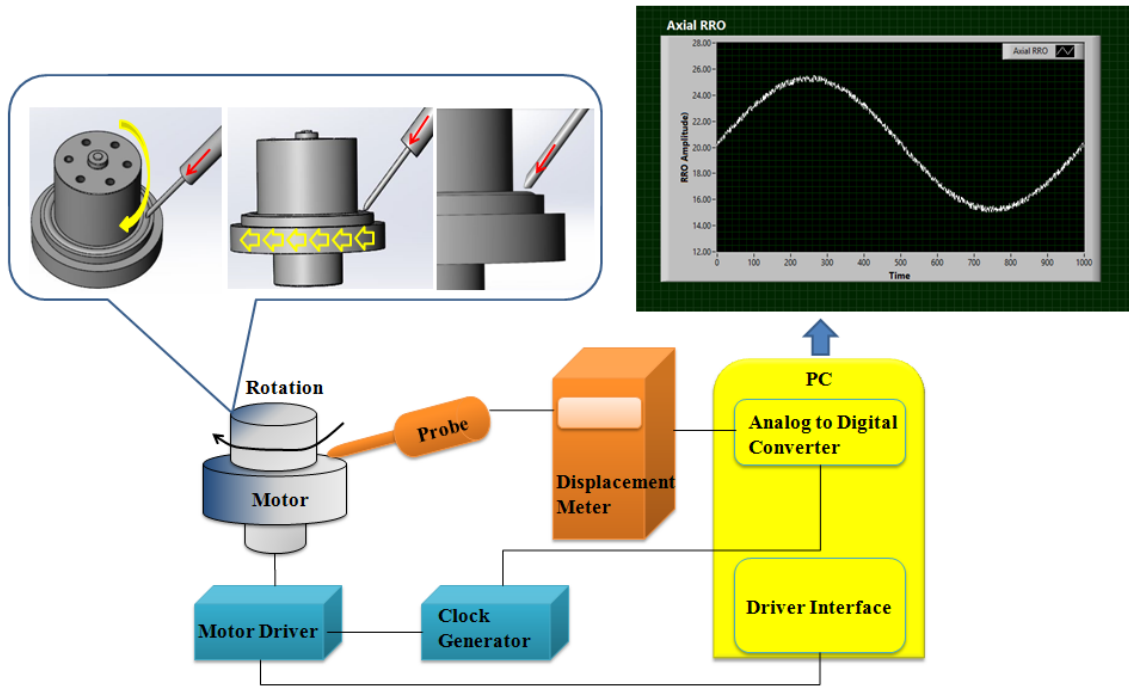 Axial RRO
Axial RRO
28.00
26.00
24.00
22.00
20.00
18.00
16.00
14.00
12.00
RRO Amplitude)
0 100 200 300 400 500 600 700 800 900 1000
Time
Rotation
Probe
Motor
Displacement
Meter
PC
Analog to Digital
Converter
Driver Interface
Motor Driver
Clock
Generator